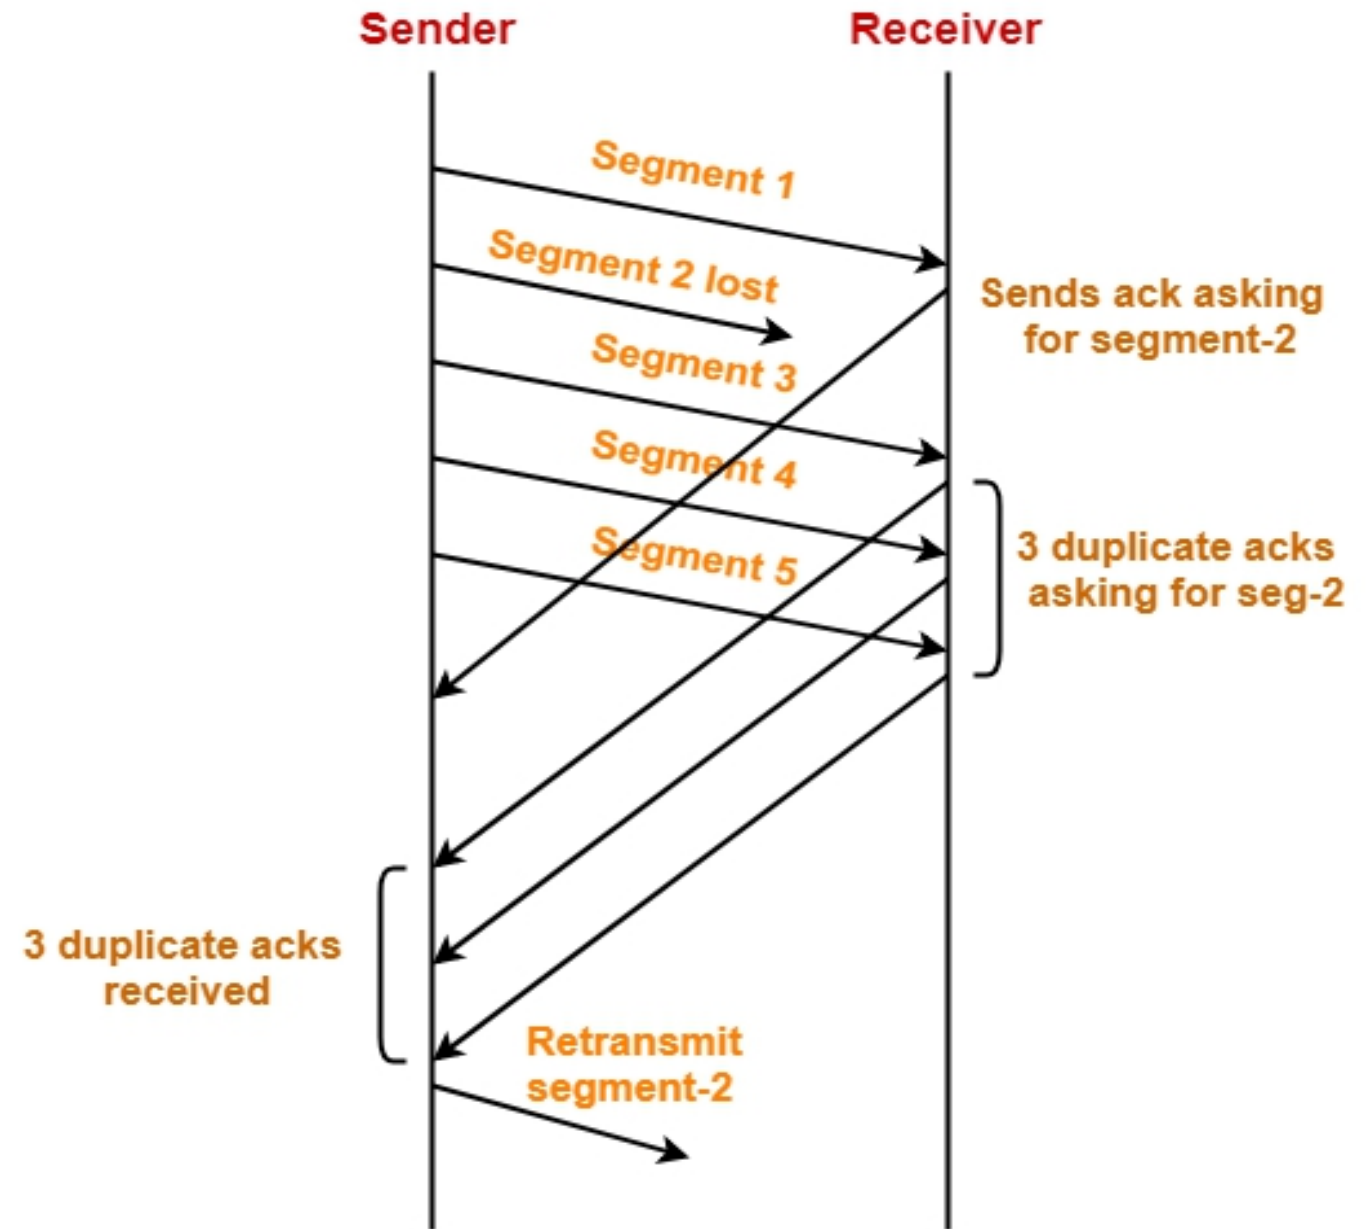 Sender
Receiver
Segment 1
Segment 2 lost
Sends ack asking
for segment-2
Segment 3
Segment 4
Segment 5
3 duplicate acks
asking for seg-2
3 duplicate acks
received
Retransmit
segment-2